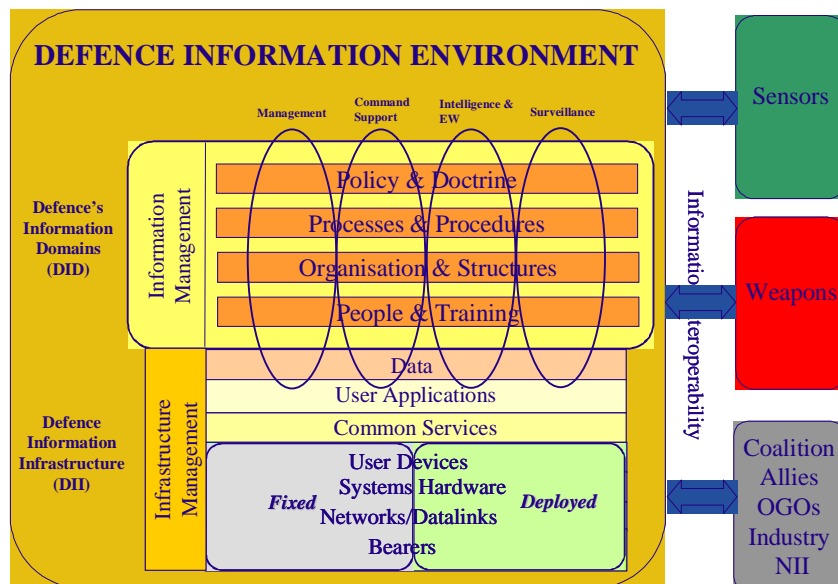 DEFENCE INFORMATION ENVIRONMENT
Management
Command
Support
Intelligence &
EW
Surveillance
Defence's
Information
Domains
(DID)
Information
Management
Policy & Doctrine
Processes & Procedures
Organisation & Structures
People & Training
Defence
Information
Infrastructure
(DII)
Infrastructure
Management
Data
User Applications
Common Services
User Devices
Systems Hardware
Networks/Datalinks
Bearers
Fixed
Deployed
Information Interoperability
Sensors
Weapons
Coalition
Allies
OGOs
Industry
NII